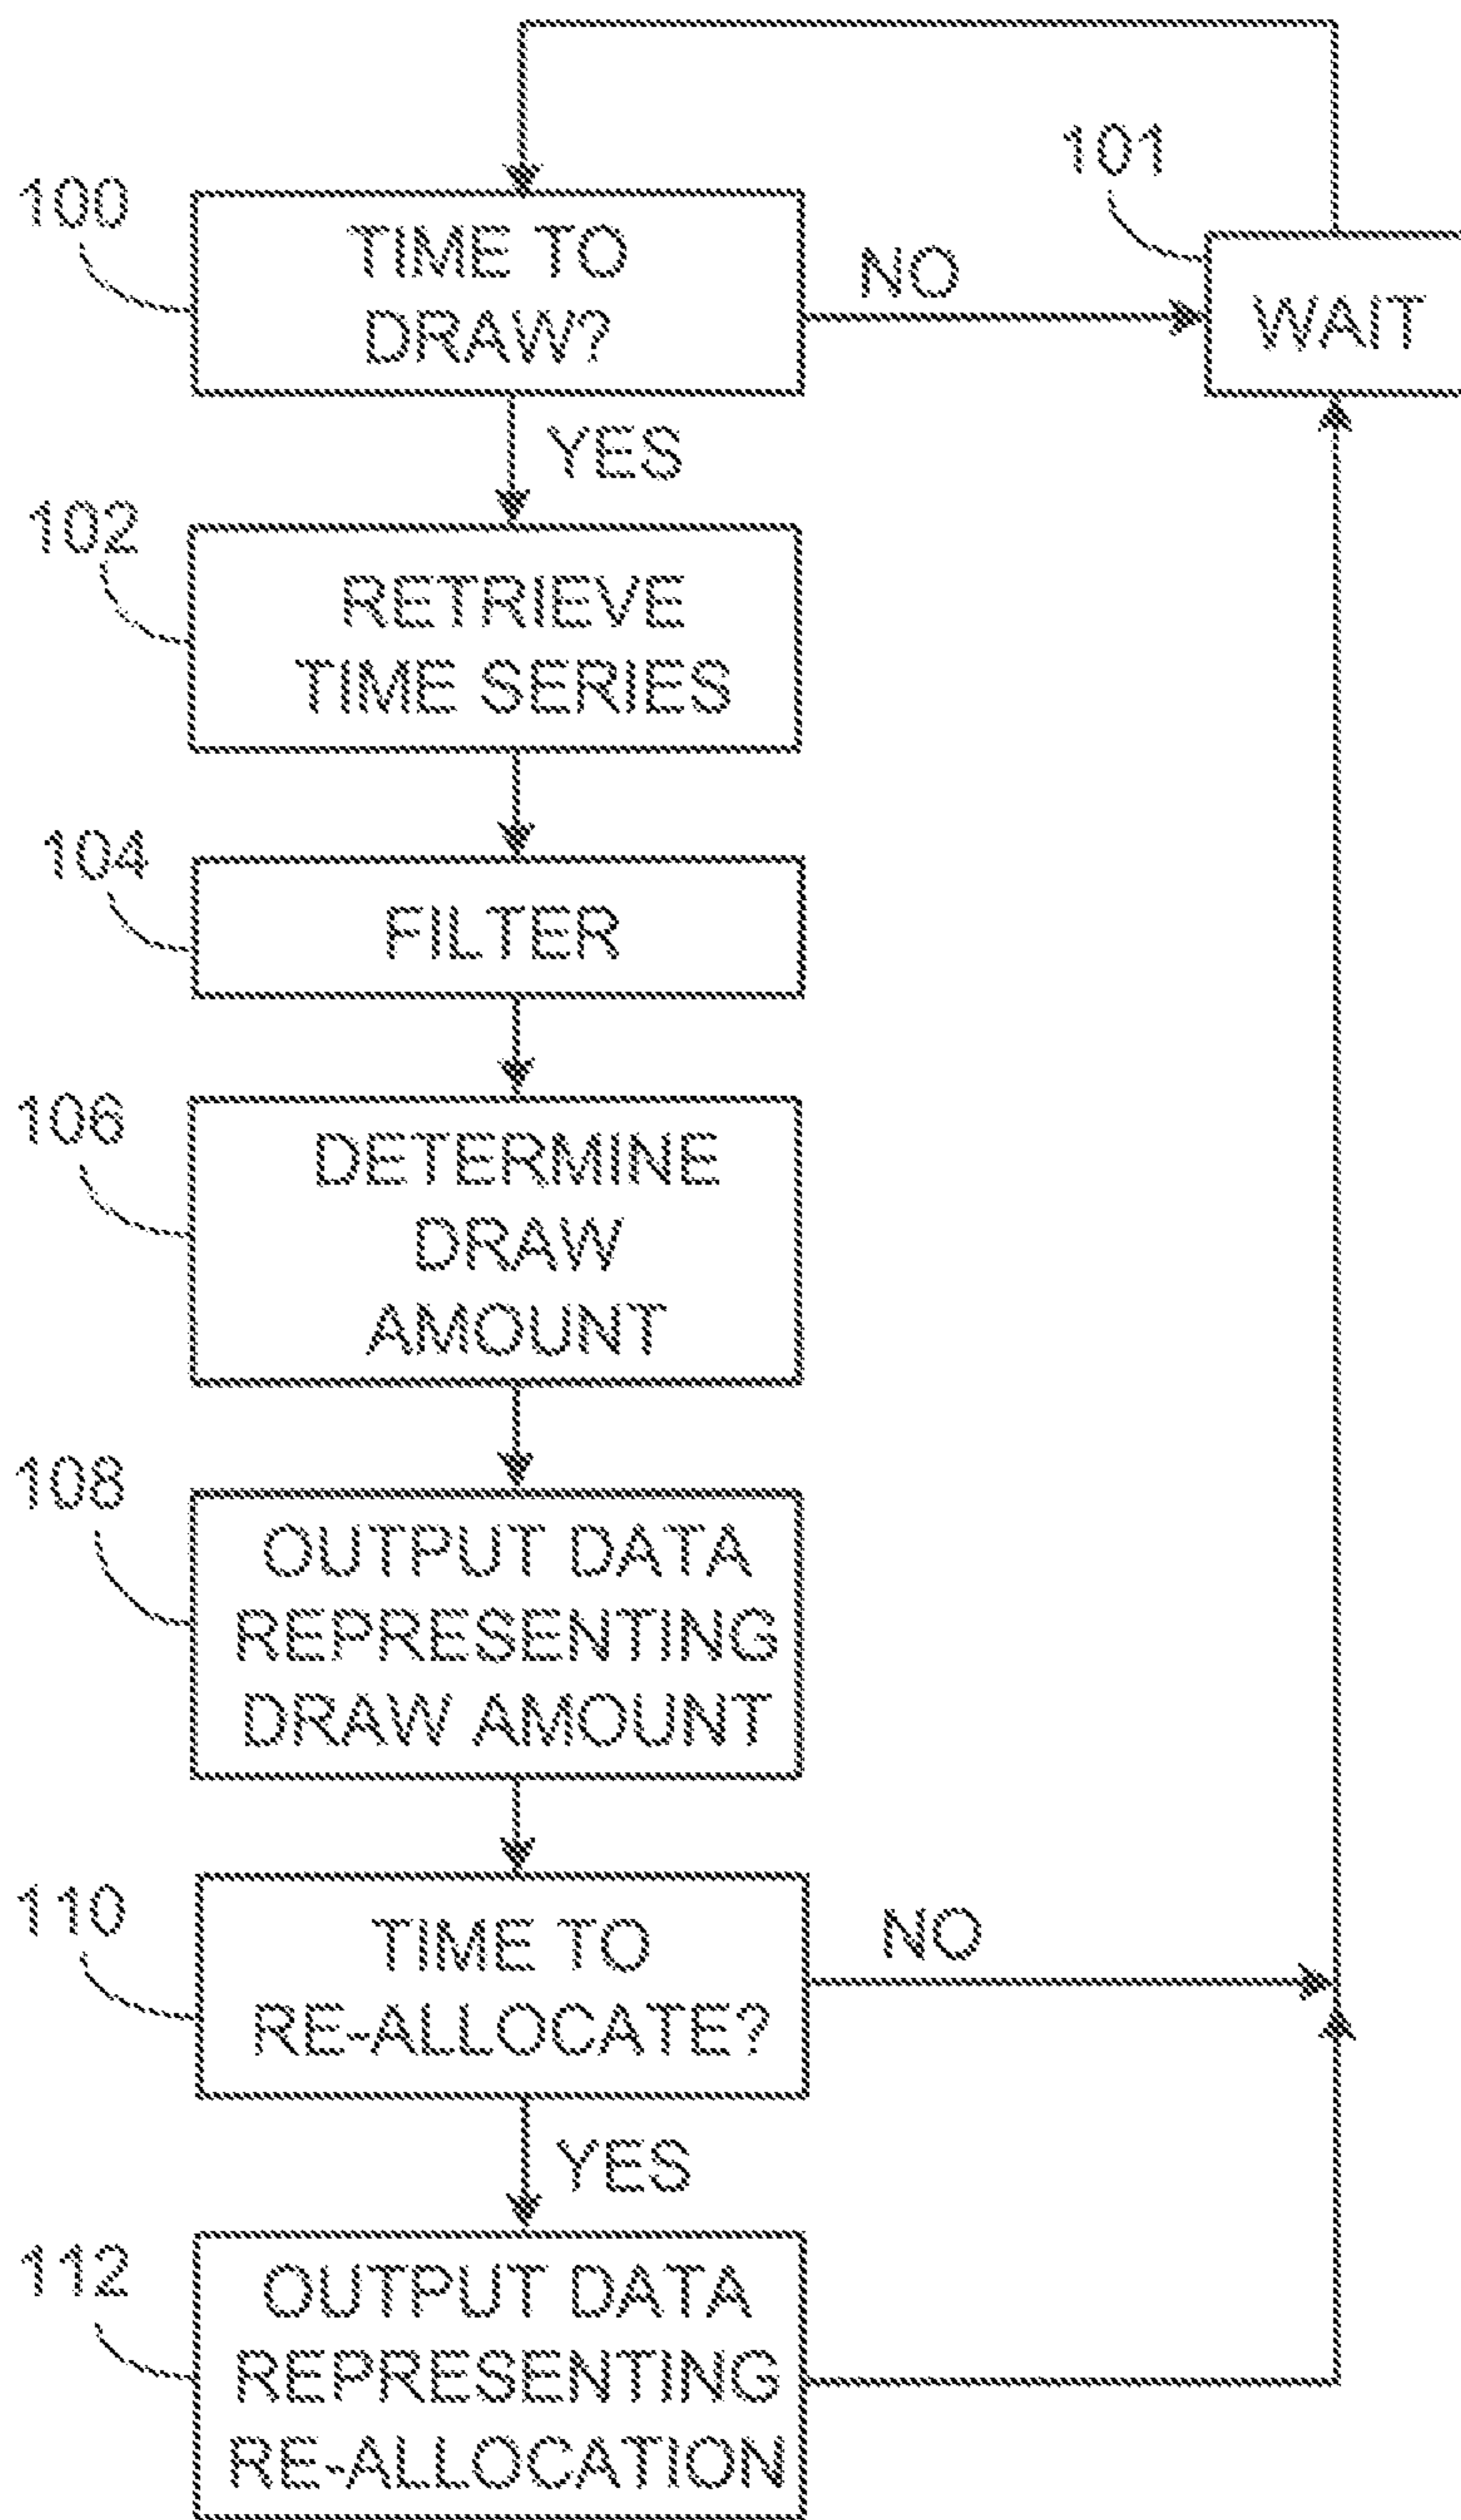 101
100
TIME TO
DRAW?
NO
WAIT
YES
102
RETRIEVE
TIME SERIES
104
FILTER
106
DETERMINE
DRAW
AMOUNT
108
OUTPUT DATA
REPRESENTING
DRAW AMOUNT
110
TIME TO
RE-ALLOCATE?
NO
YES
112
OUTPUT DATA
REPRESENTING
RE-ALLOCATION